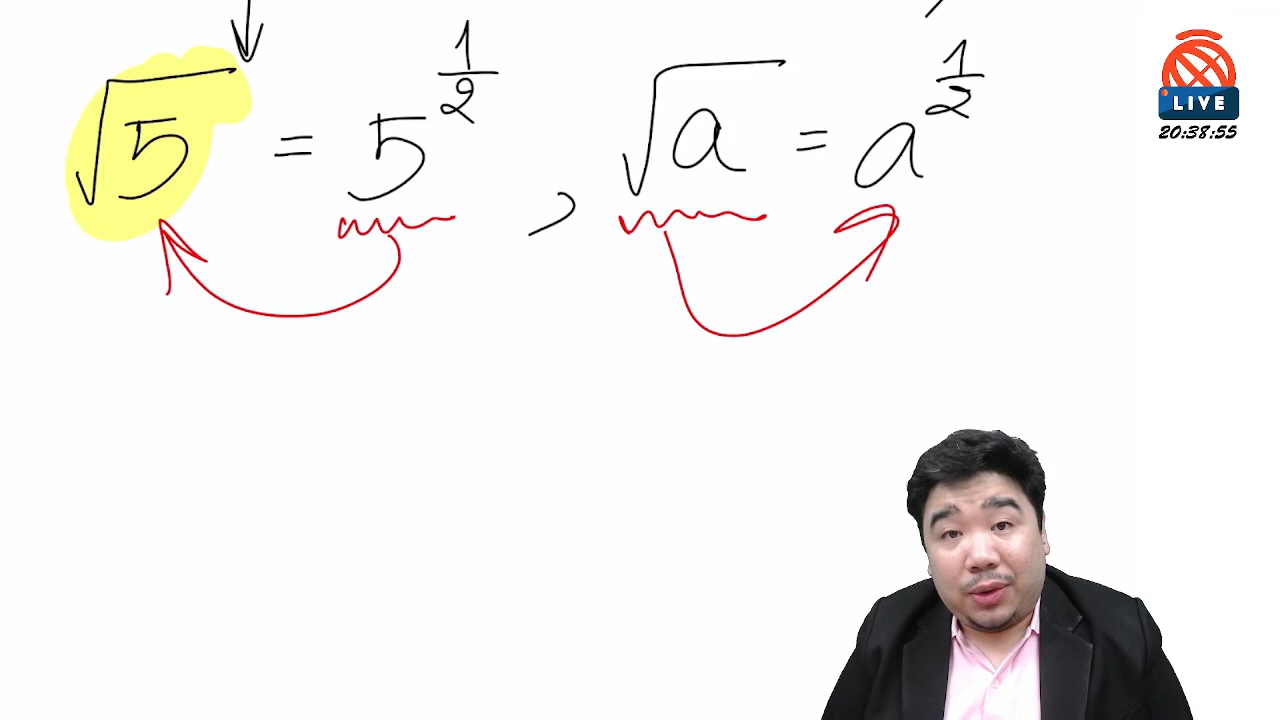 √5 = 5^{1/2} , √a = a^{1/2}
LIVE
20:38:55